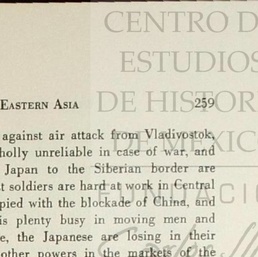 CENTRO D
ESTUDIOS
EASTERN ASIA DE HISTOR 259
against air attack from Vladivostok,
holly unreliable in case of war, and
DE MEXIC
Japan to the Siberian border are
t soldiers are hard at work in Central
FUNDACI
pied with the blockade of China, and
is plenty busy in moving men and
e, the Japanese are losing in their
other powers in the markets of the